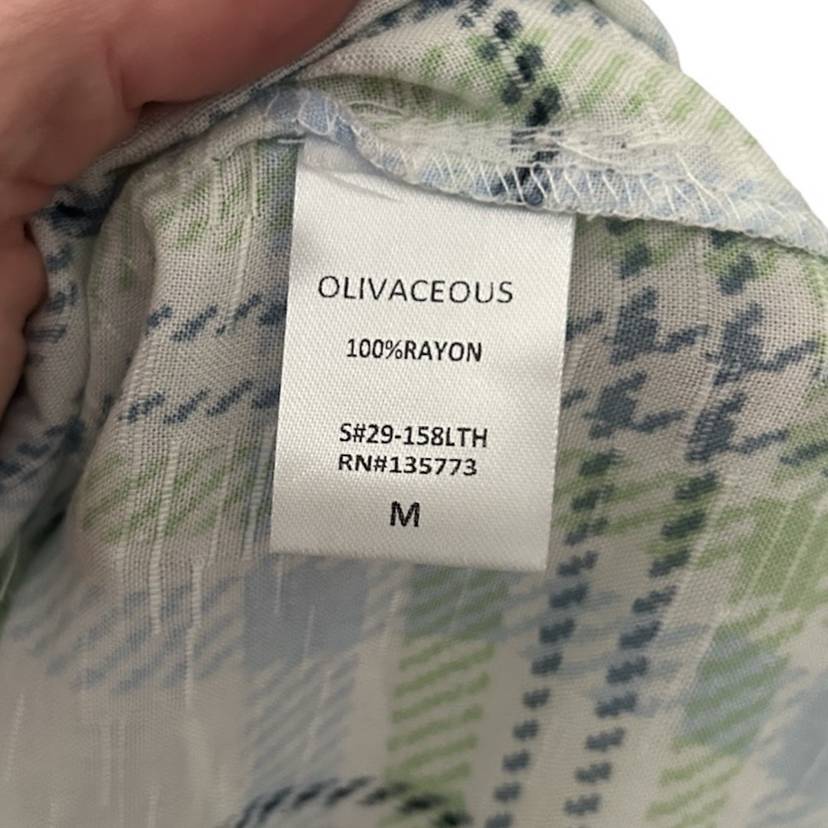 OLIVACEOUS
100%RAYON
S#29-158LTH
RN#135773
M